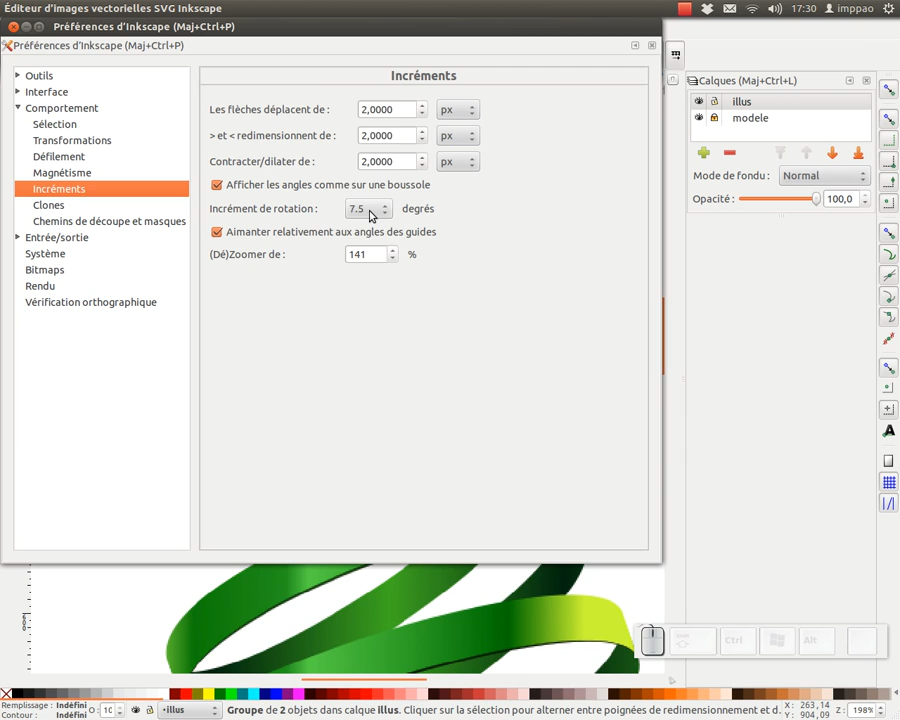 Éditeur d'images vectorielles SVG Inkscape
17:30
imppao
Préférences d'Inkscape (Maj+Ctrl+P)
Préférences d'Inkscape (Maj+Ctrl+P)
Outils
Interface
Comportement
Sélection
Transformations
Défilement
Magnétisme
Incréments
Clones
Chemins de découpe et masques
Entrée/sortie
Système
Bitmaps
Rendu
Vérification orthographique
Incréments
Les flèches déplacent de : 2,0000 px
> et < redimensionnent de : 2,0000 px
Contracter/dilater de : 2,0000 px
Afficher les angles comme sur une boussole
Incrément de rotation : 7.5 degrés
Aimanter relativement aux angles des guides
(Dé)Zoomer de : 141 %
Calques (Maj+Ctrl+L)
illus
modele
Mode de fondu : Normal
Opacité : 100,0
Ctrl
Alt
Remplissage : Indéfini
Contour : Indéfini
O :
•illus
Groupe de 2 objets dans calque illus. Cliquer sur la sélection pour alterner entre poignées de redimensionnement et d.
X : 263,14
Y : 904,09
Z : 198%